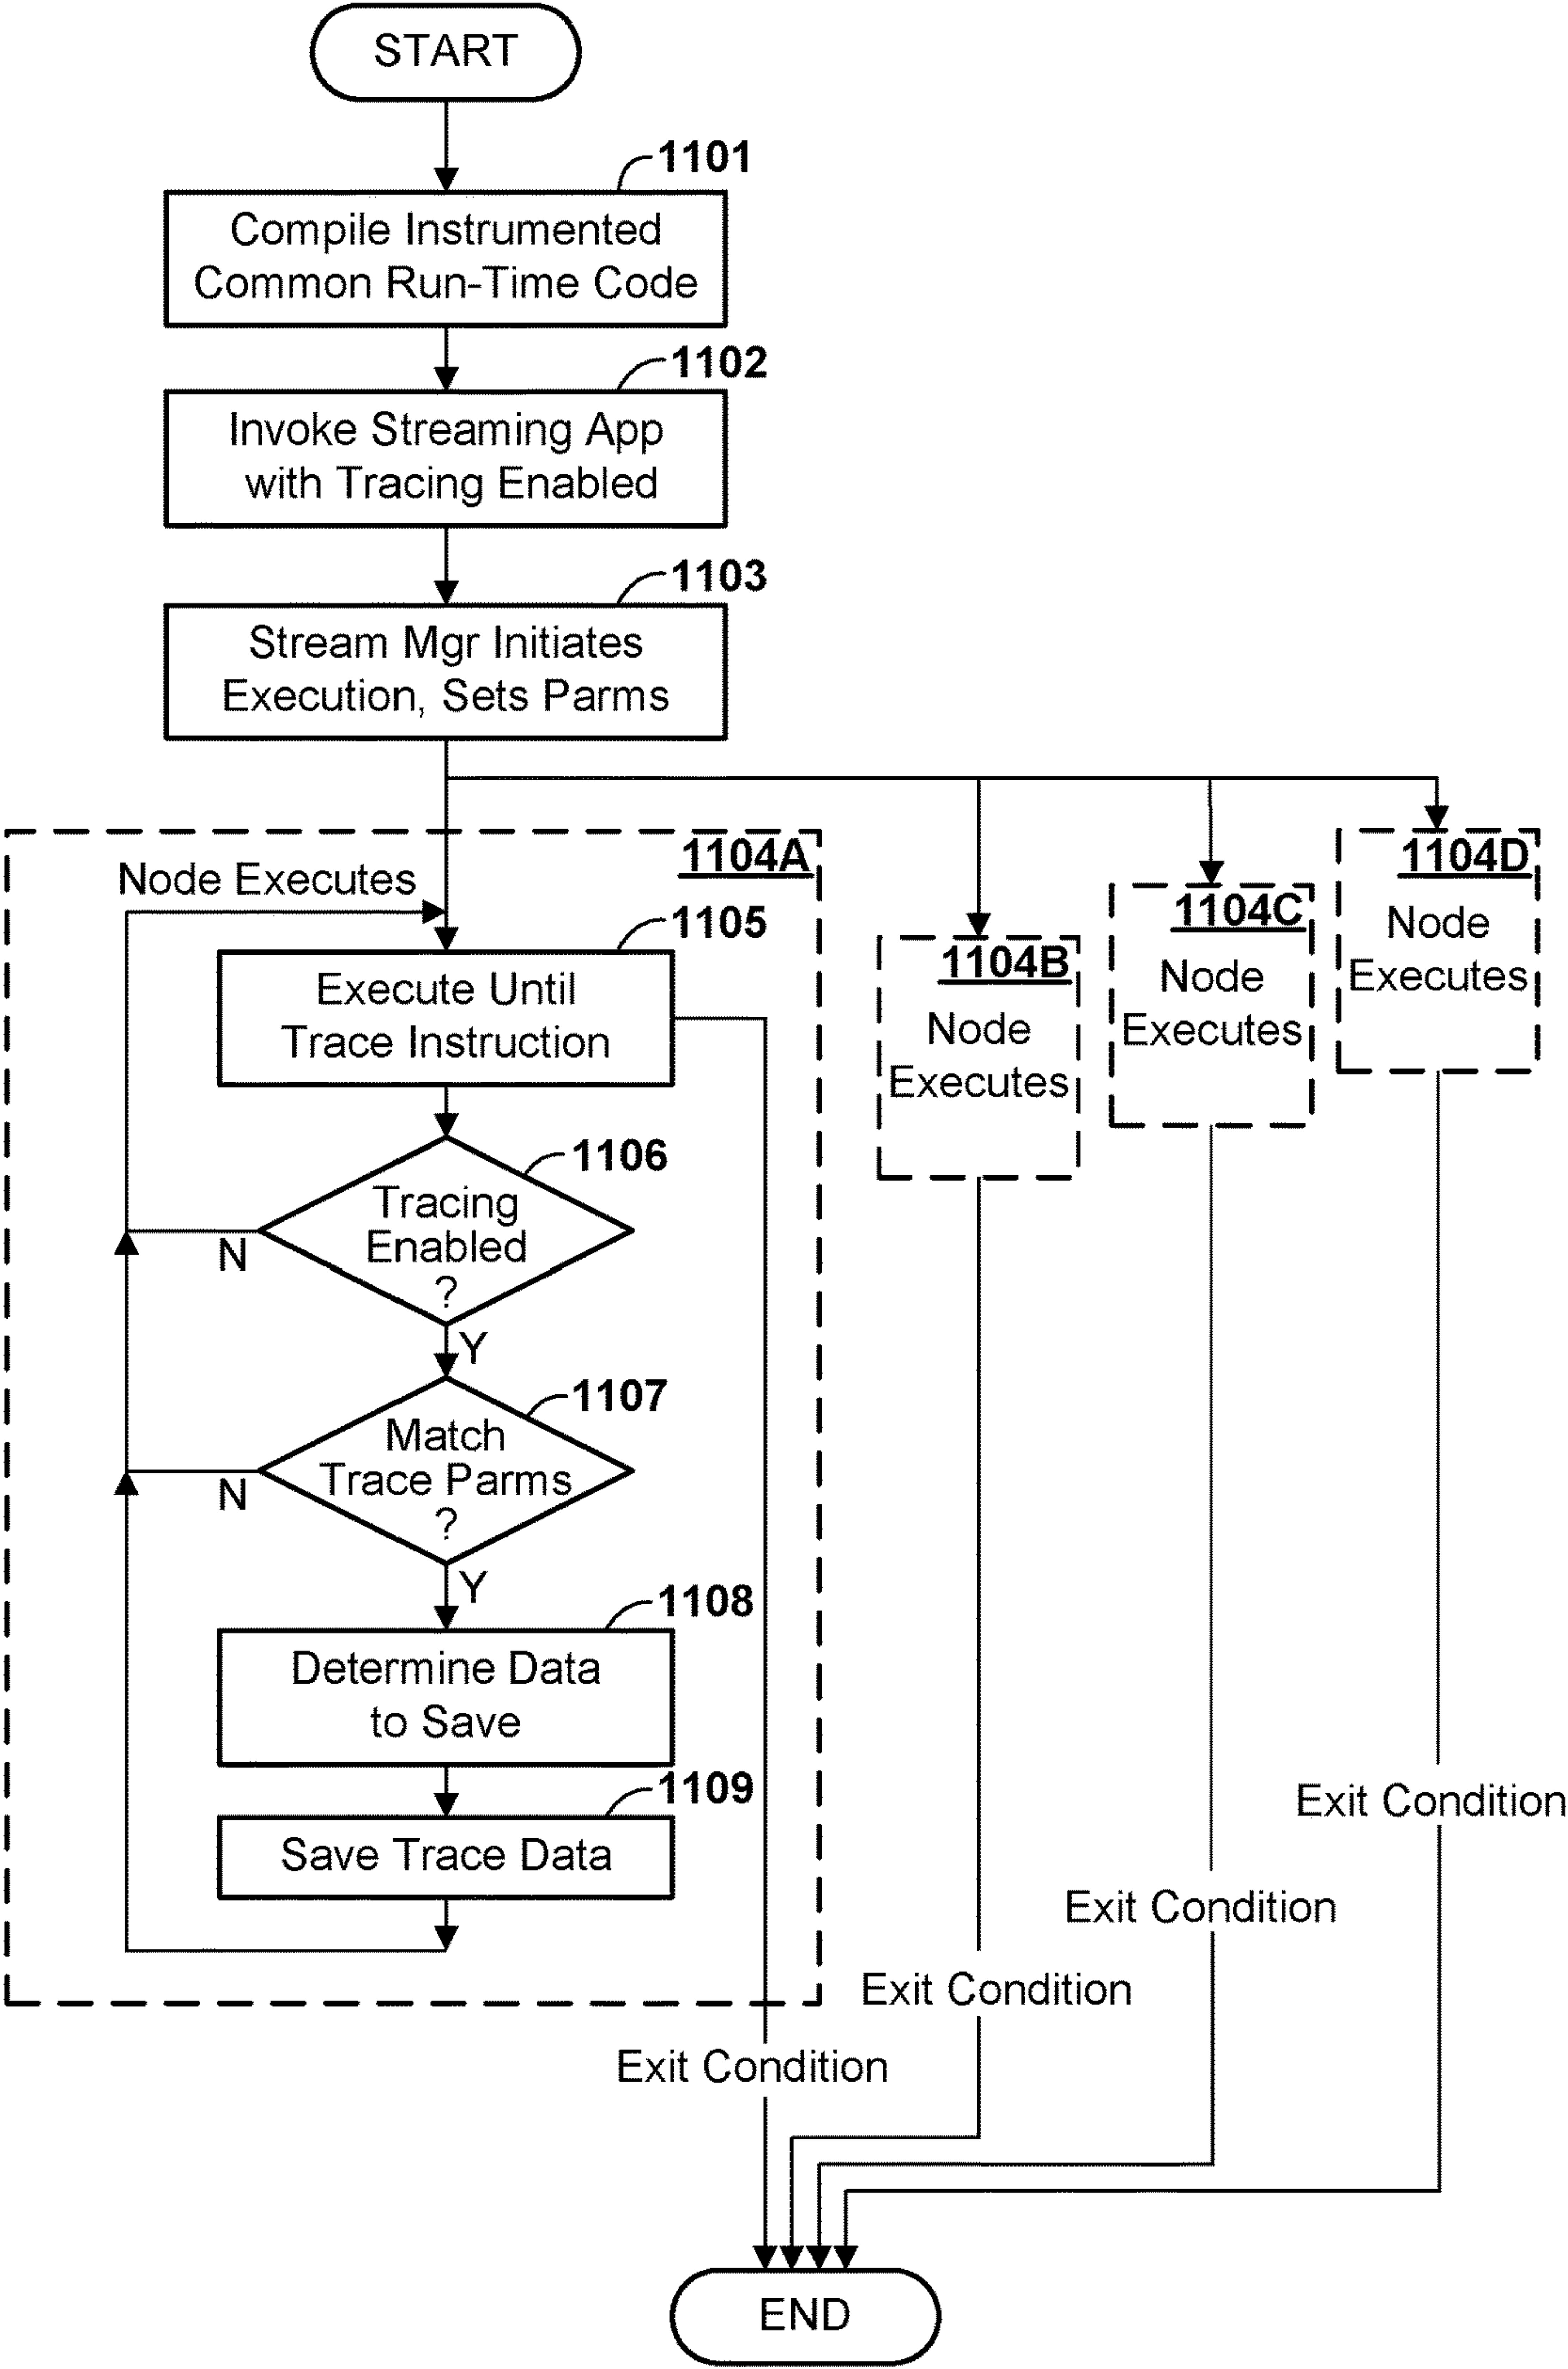 START
1101
Compile Instrumented
Common Run-Time Code
1102
Invoke Streaming App
with Tracing Enabled
1103
Stream Mgr Initiates
Execution, Sets Parms
1104A
Node Executes
1105
Execute Until
Trace Instruction
1106
Tracing
Enabled
?
N
Y
1107
Match
Trace Parms
?
N
Y
1108
Determine Data
to Save
1109
Save Trace Data
Exit Condition
1104B
Node
Executes
Exit Condition
1104C
Node
Executes
Exit Condition
1104D
Node
Executes
Exit Condition
END